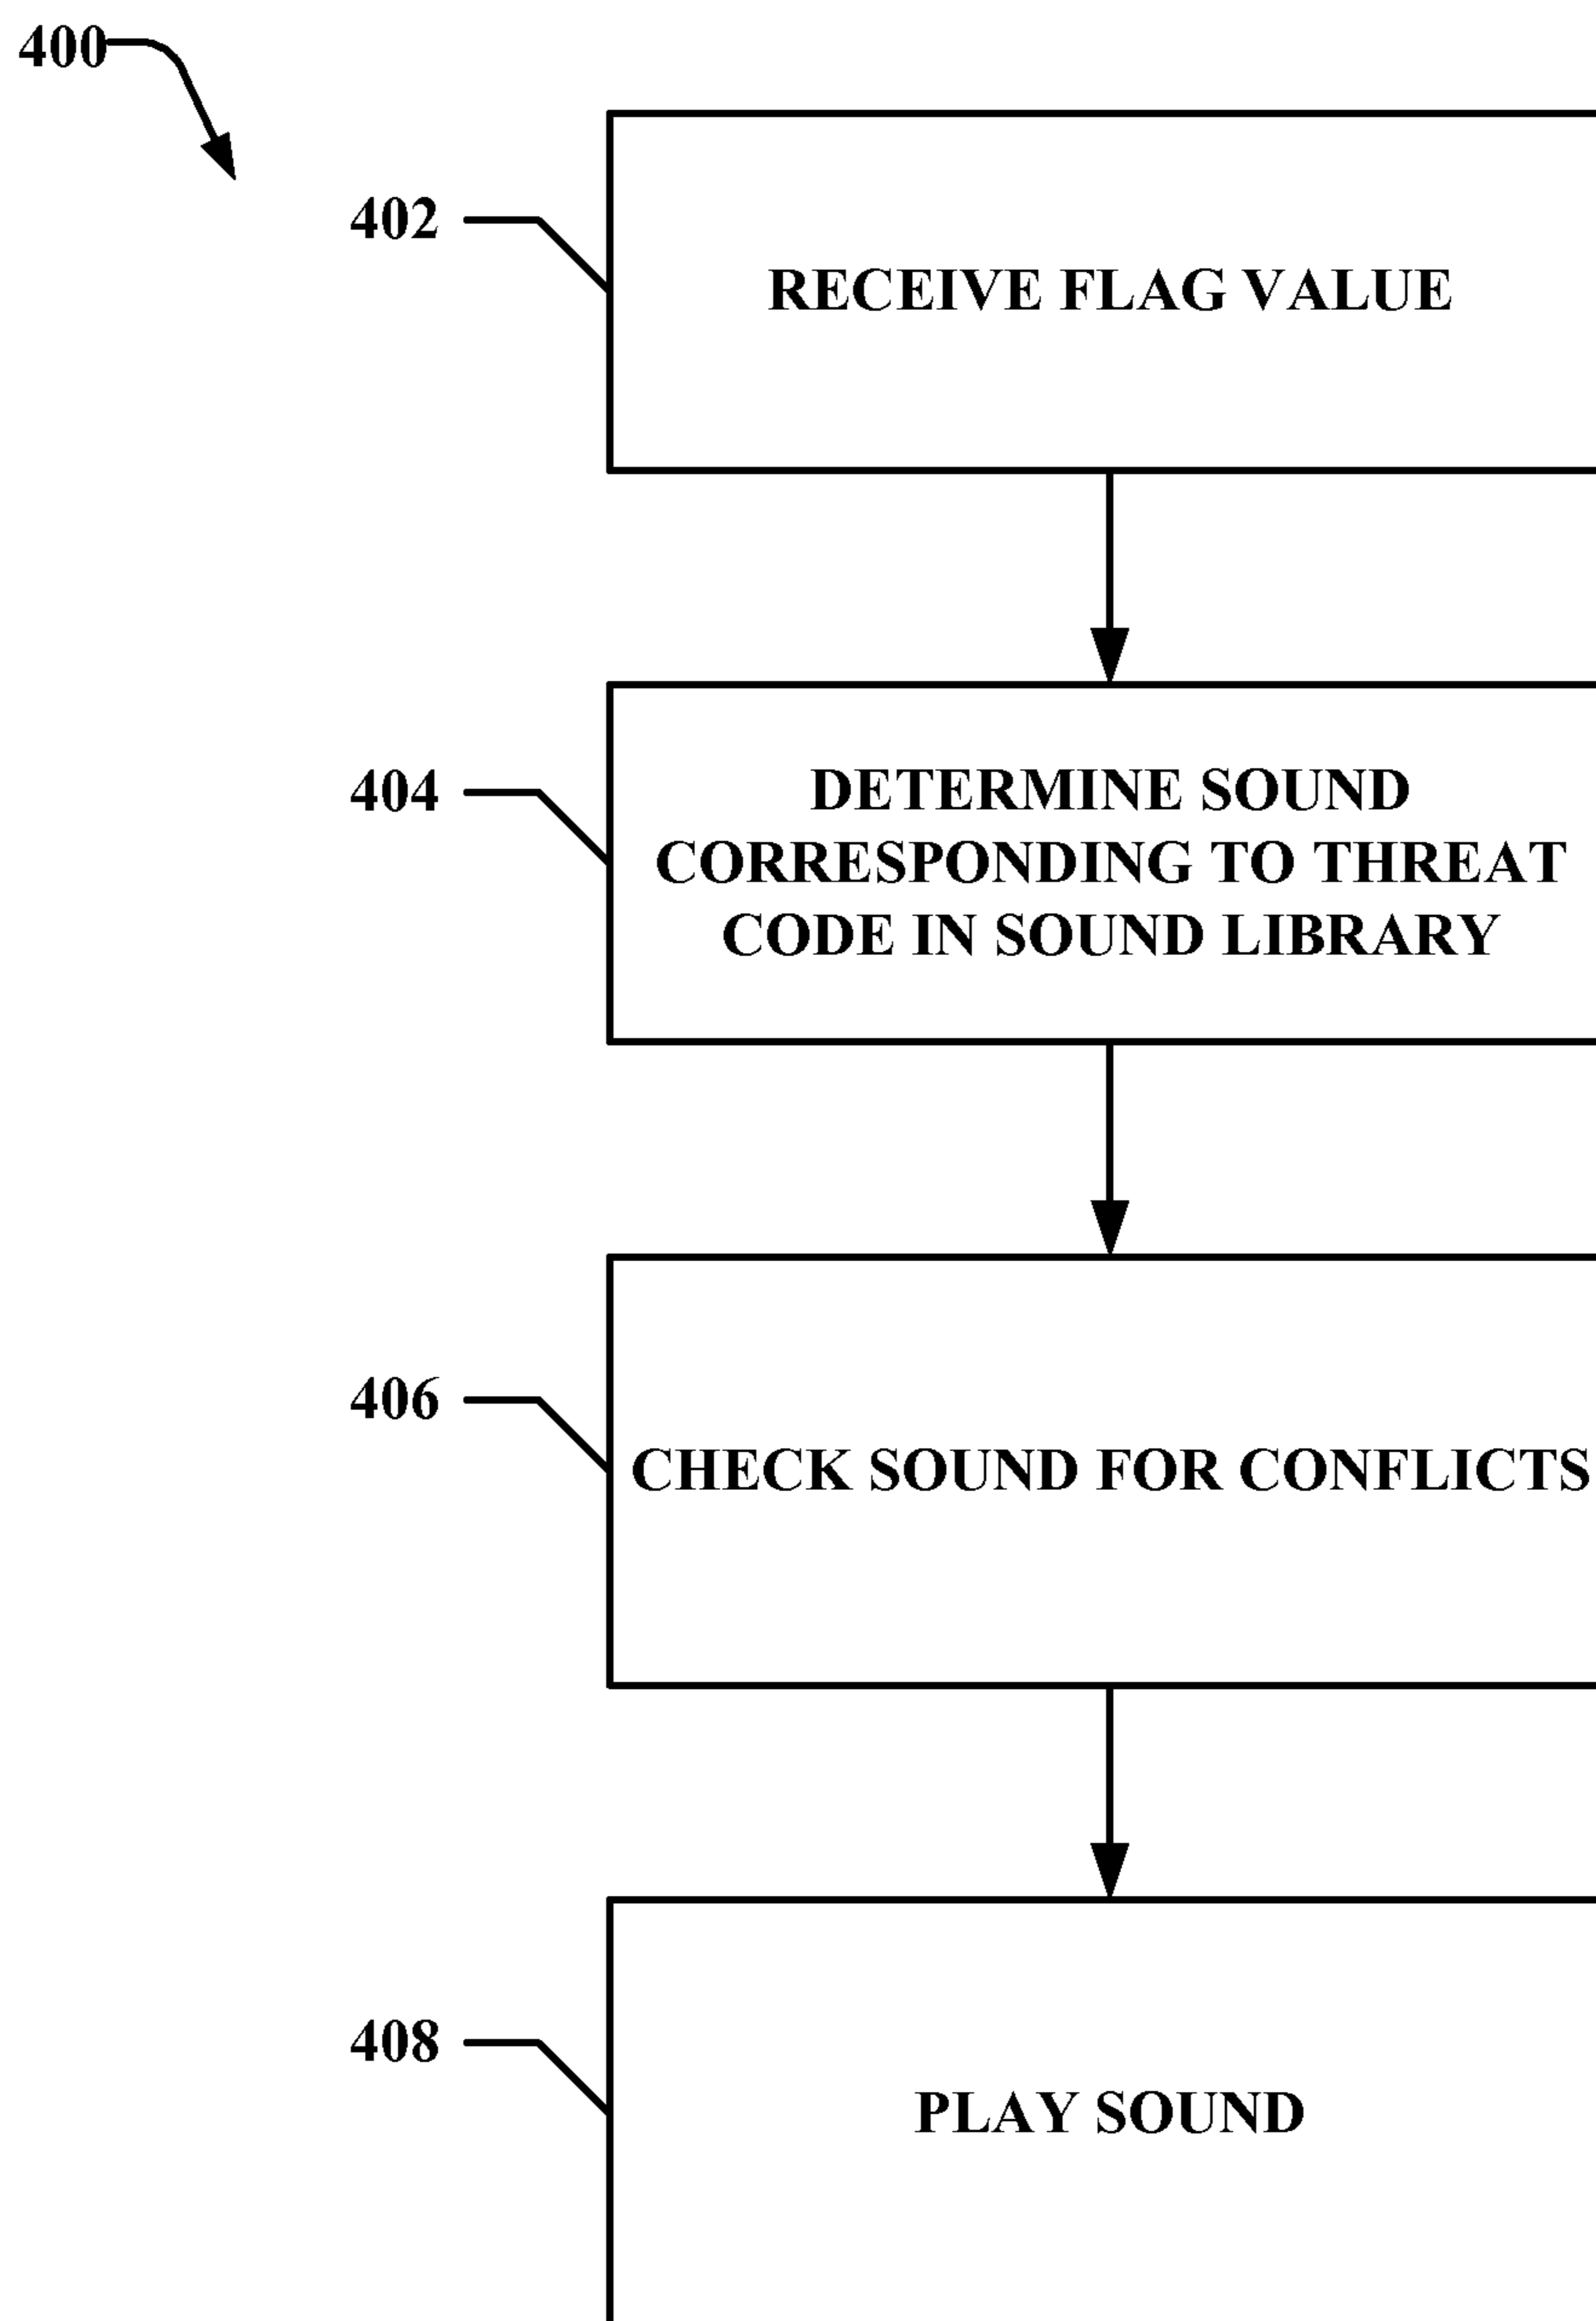 400
402
RECEIVE FLAG VALUE
404
DETERMINE SOUND
CORRESPONDING TO THREAT
CODE IN SOUND LIBRARY
406
CHECK SOUND FOR CONFLICTS
408
PLAY SOUND